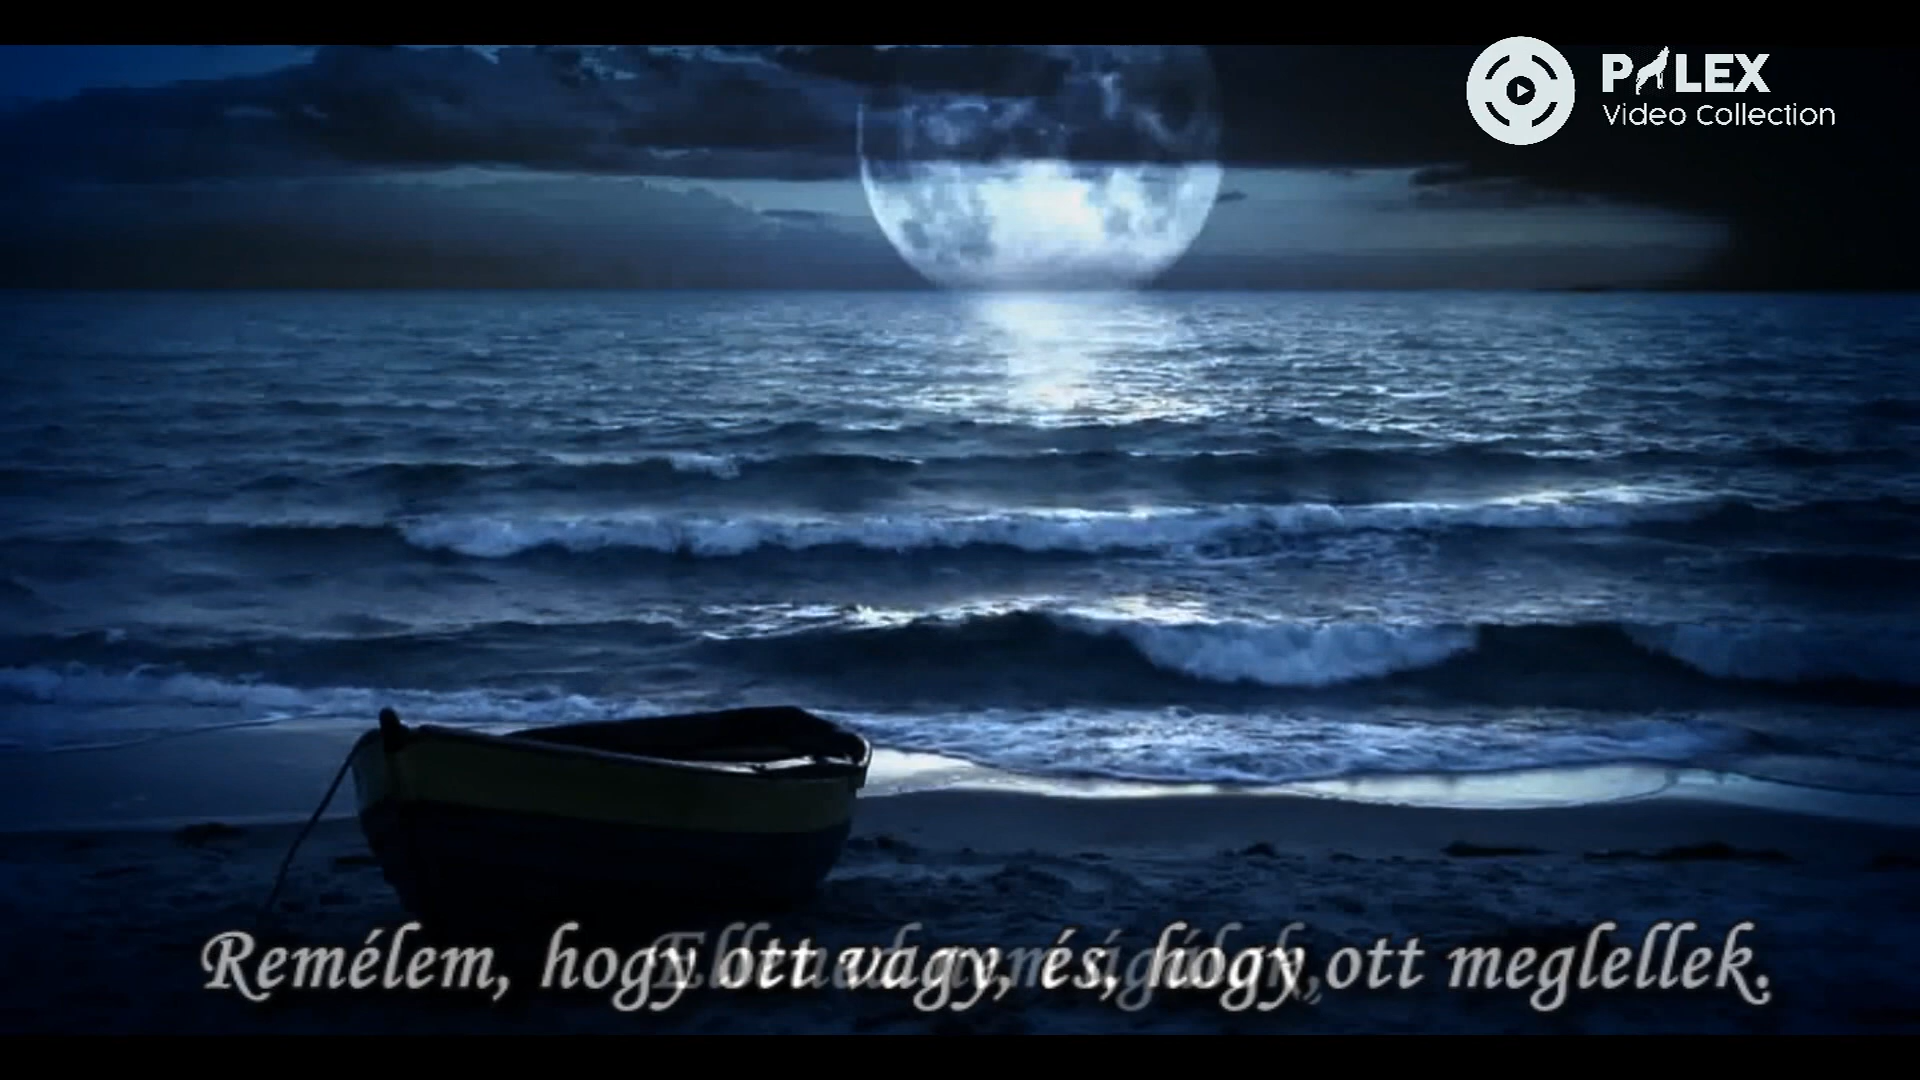 PALEX
Video Collection
Remélem, hogy ott vagy, és, hogy ott meglellek.